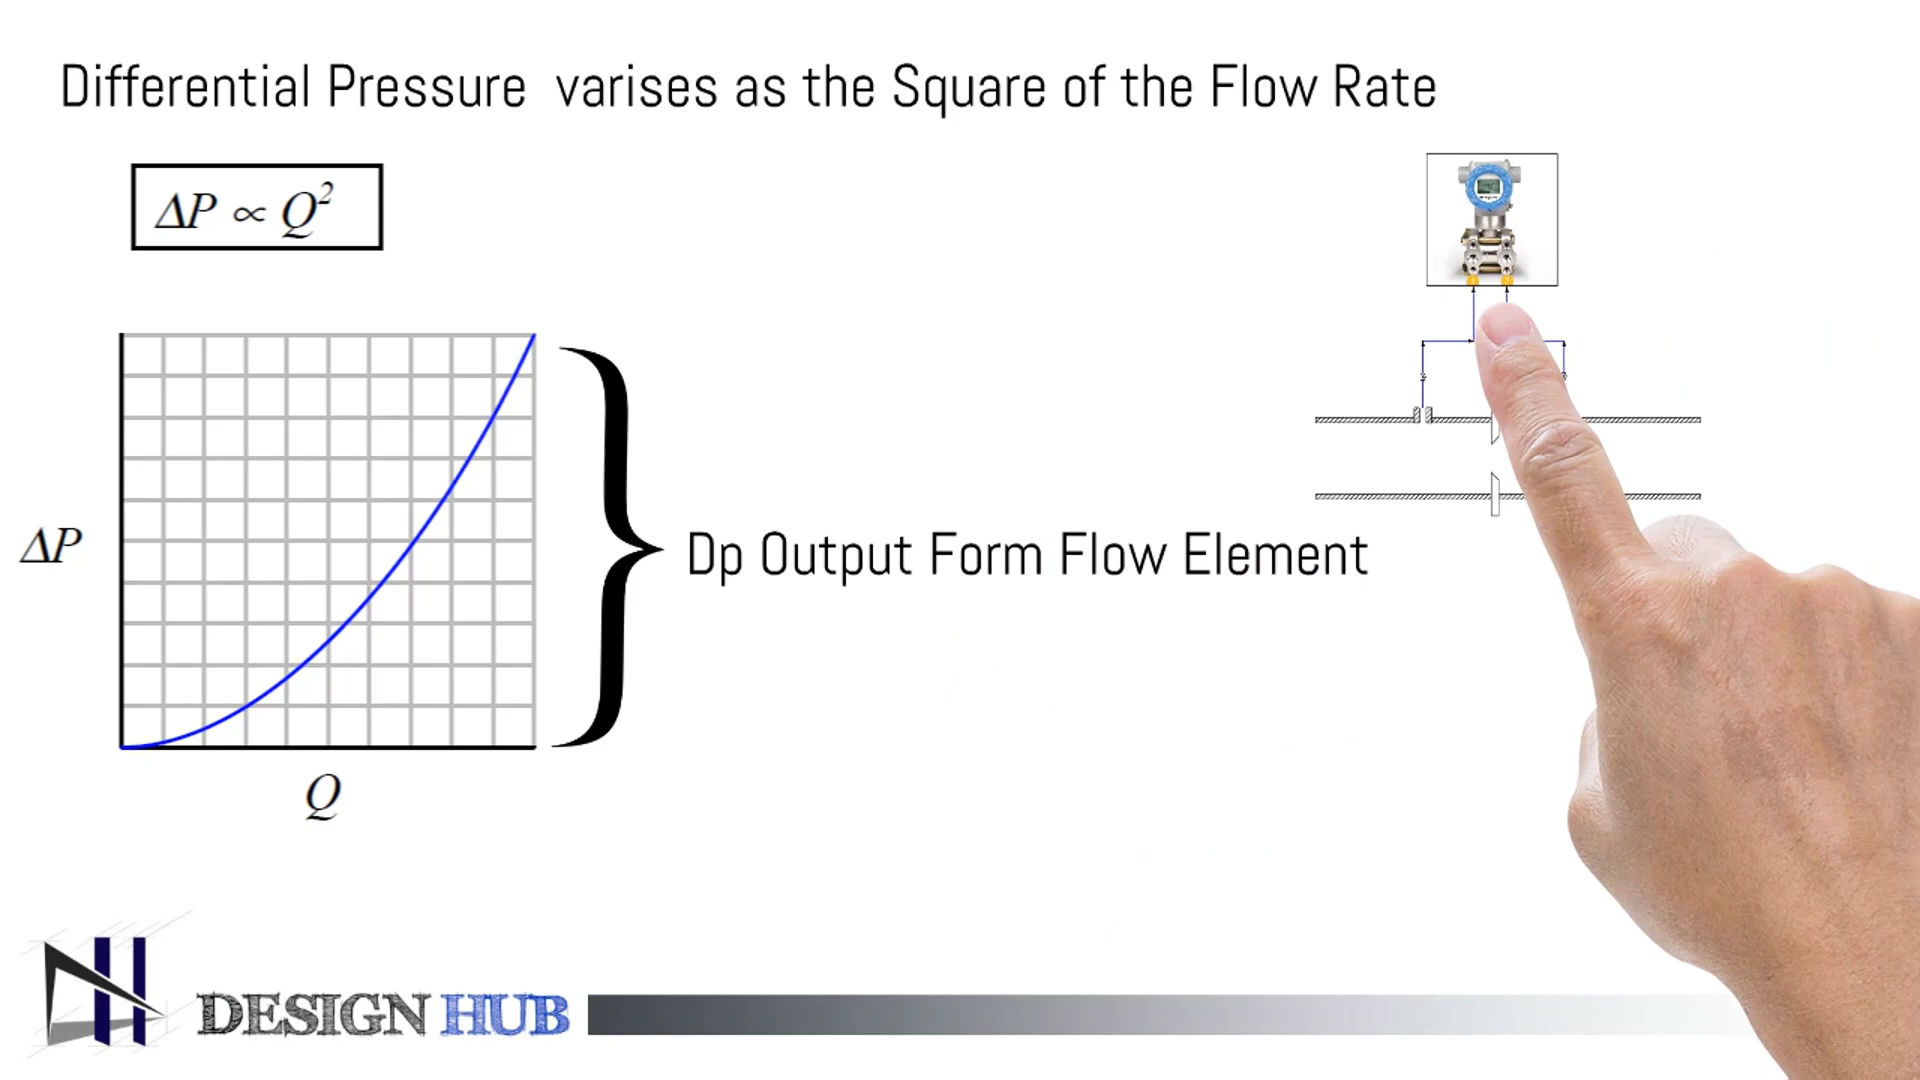 Differential Pressure varises as the Square of the Flow Rate
ΔP ∝ Q²
ΔP
Dp Output Form Flow Element
Q
DESIGN HUB